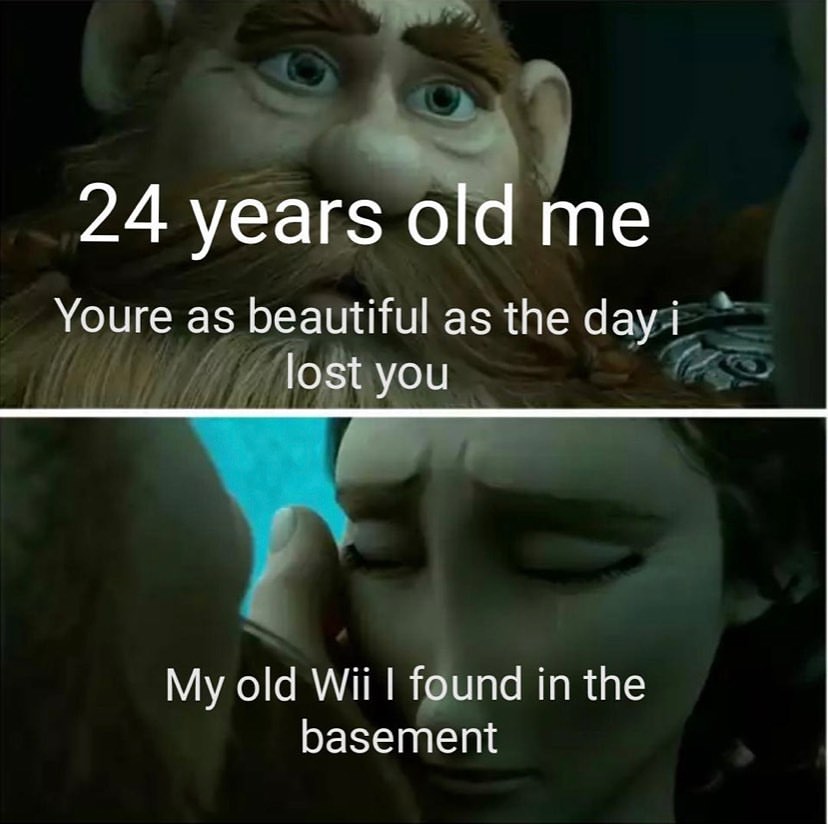 24 years old me
Youre as beautiful as the day i
lost you
My old Wii I found in the
basement